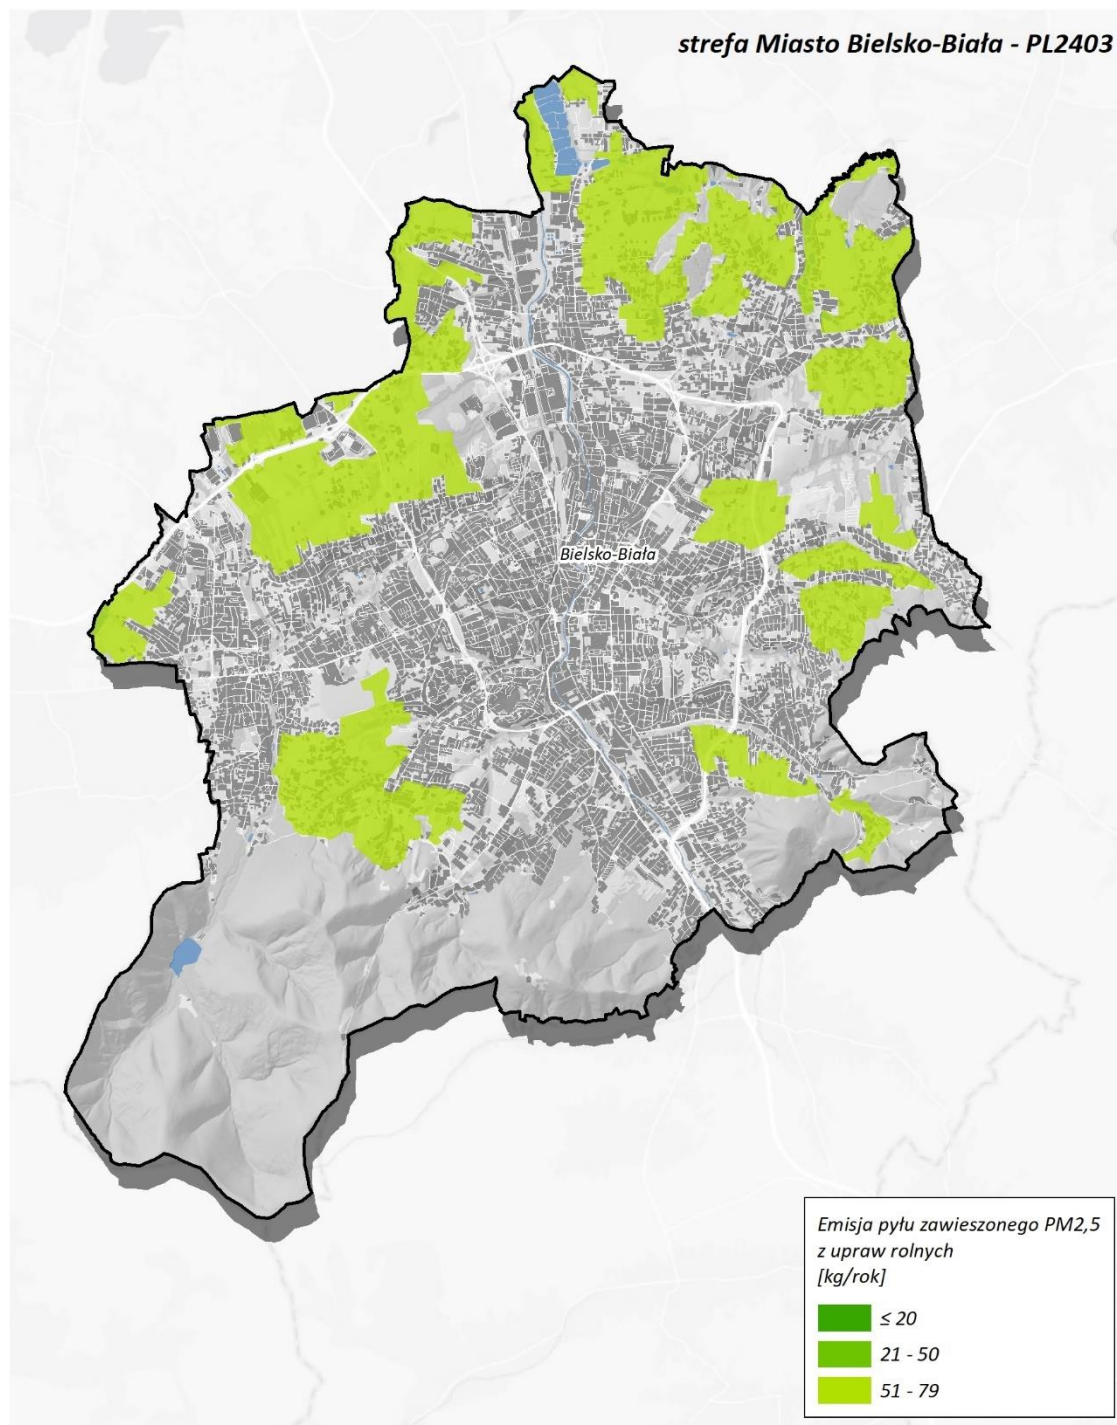 strefa Miasto Bielsko-Biała - PL2403
Bielsko-Biała
Emisja pyłu zawieszonego PM2,5
z upraw rolnych
[kg/rok]
≤ 20
21 - 50
51 - 79